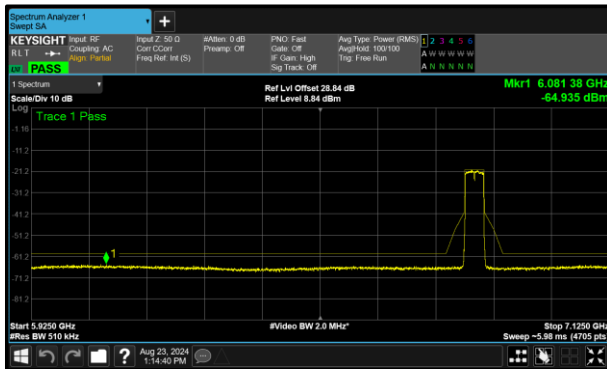 Spectrum Analyzer 1
Swept SA
+
KEYSIGHT Input: RF Input Z: 50 Ω #Atten: 0 dB PNO: Fast Avg Type: Power (RMS) 1 2 3 4 5 6
RLT Coupling: AC Corr CCorr Preamp: Off Gate: Off Avg|Hold: 100/100 A W W W W W
Align: Partial Freq Ref: Int (S) IF Gain: High Trig: Free Run
PASS Sig Track: Off A N N N N N
1 Spectrum
Ref Lvl Offset 28.84 dB Mkr1 6.081 38 GHz
Scale/Div 10 dB Ref Level 8.84 dBm -64.935 dBm
Log
Trace 1 Pass
-1.16
-11.2
-21.2
-31.2
-41.2
-51.2
1
-61.2
-71.2
-81.2
Start 5.9250 GHz #Video BW 2.0 MHz* Stop 7.1250 GHz
#Res BW 510 kHz Sweep ~5.98 ms (4705 pts)
? Aug 23, 2024
1:14:40 PM